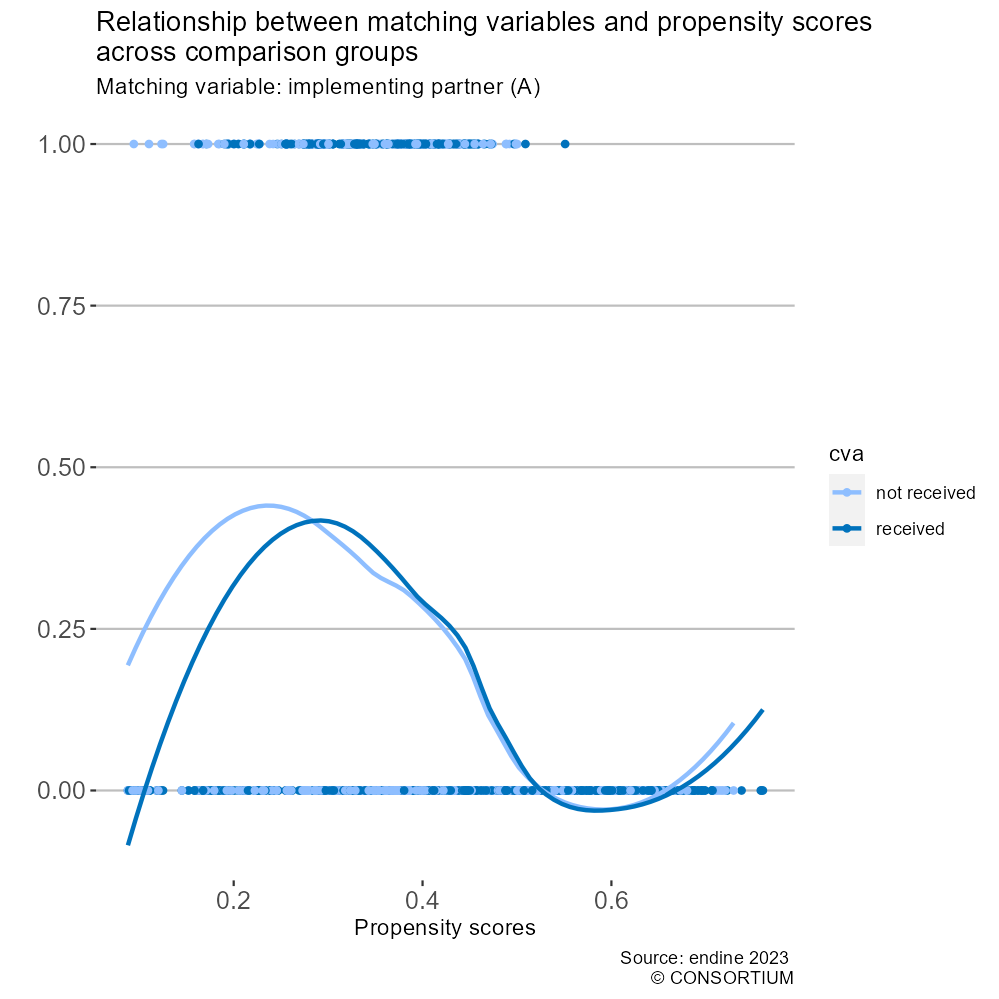 Relationship between matching variables and propensity scores
across comparison groups
Matching variable: implementing partner (A)
1.00
0.75
0.50
0.25
0.00
0.2 0.4 0.6
Propensity scores
cva
not received
received
Source: endine 2023
© CONSORTIUM